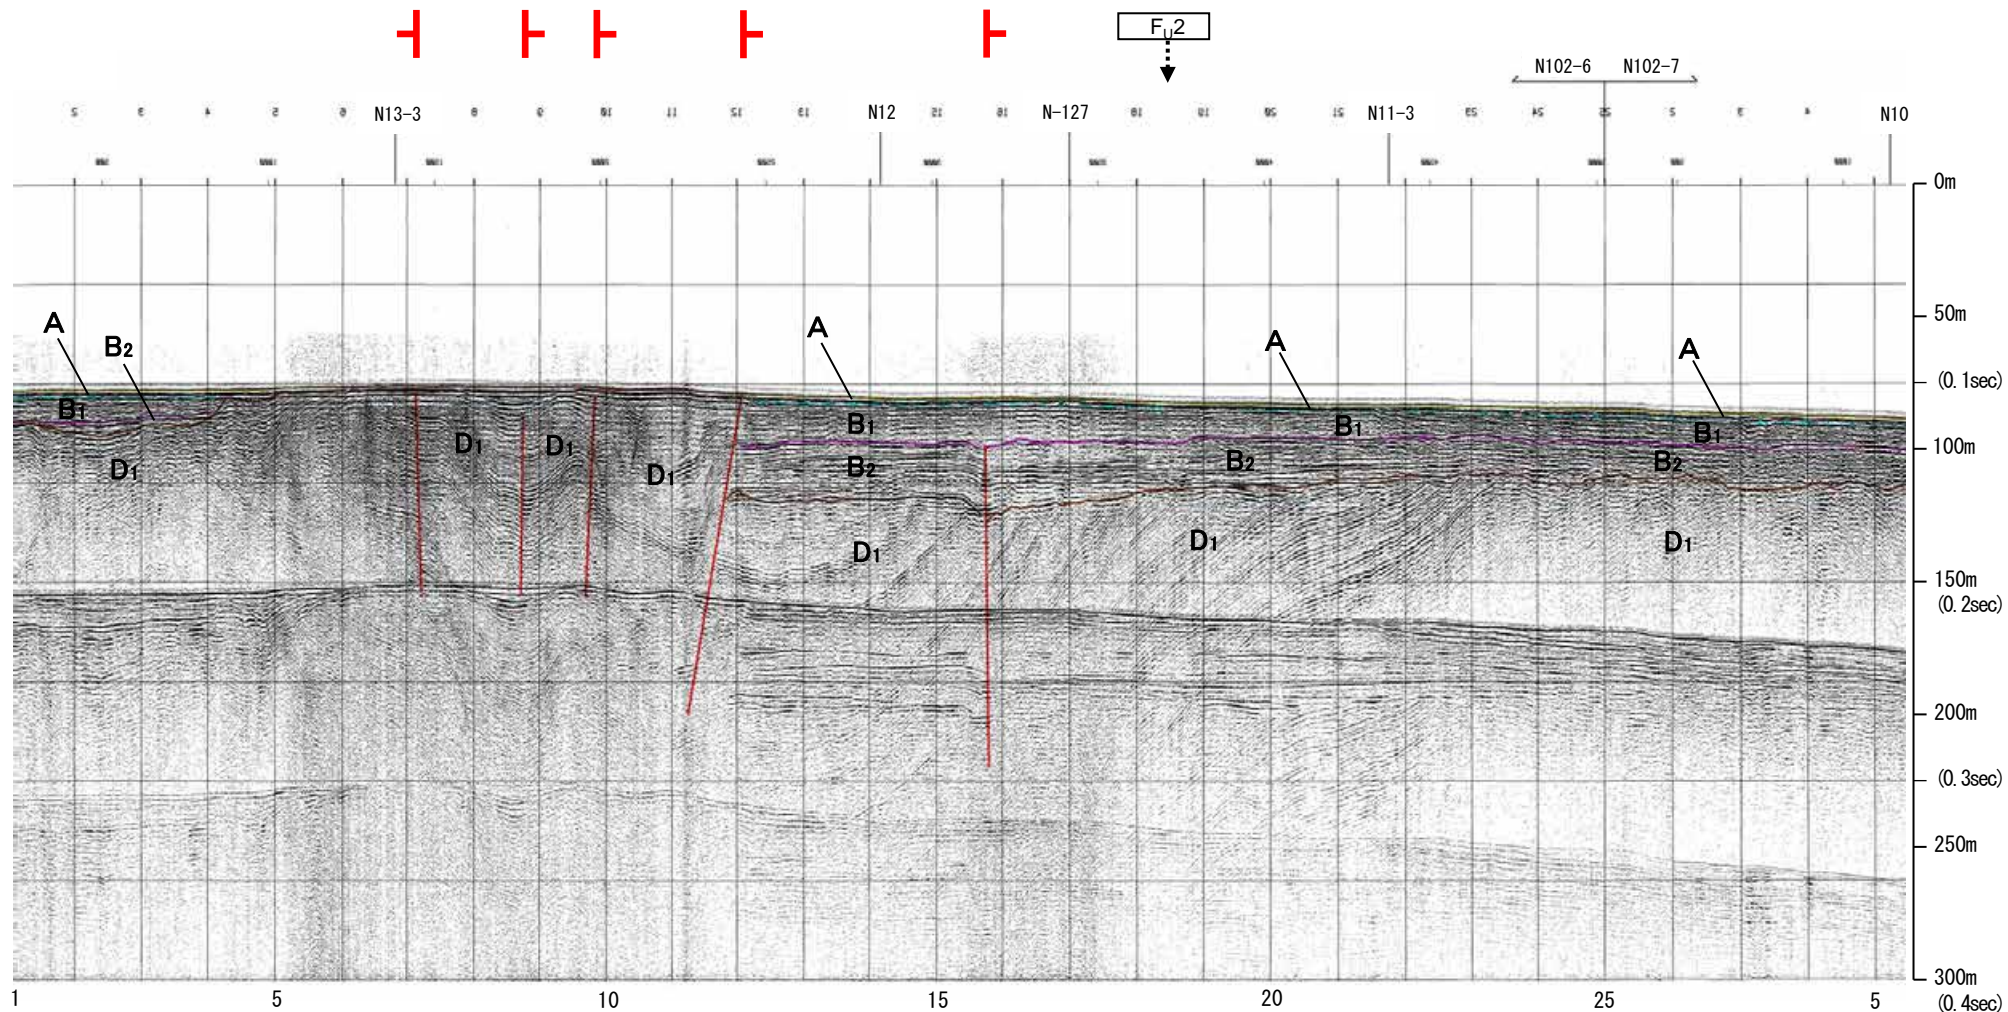 F∪2
N102-6 N102-7
N13-3 N12 N-127 N11-3 N10
0m
50m
A A A A
B2
(0.1sec)
B1 B1 B1 B1
D1 D1
100m
D1 D1 B2 B2 B2
D1 D1 D1
150m
(0.2sec)
200m
(0.3sec)
250m
300m
1 5 10 15 20 25 5
(0.4sec)